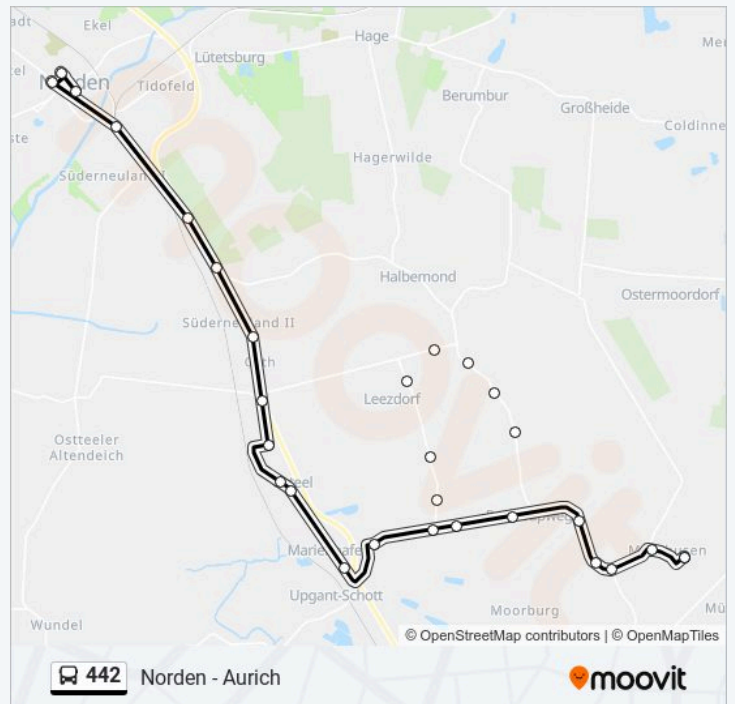 Ekel
Lütetsburg
Hage
Tidofeld
Berumbur
Großheide
Coldinne
Hagerwilde
Halbemond
Ostermoordorf
Süderneuland II
Leezdorf
Ostteeler
Altendeich
Upgant-Schott
Moorburg
Wundel
© OpenStreetMap contributors | © OpenMapTiles
442
Norden - Aurich
moovit